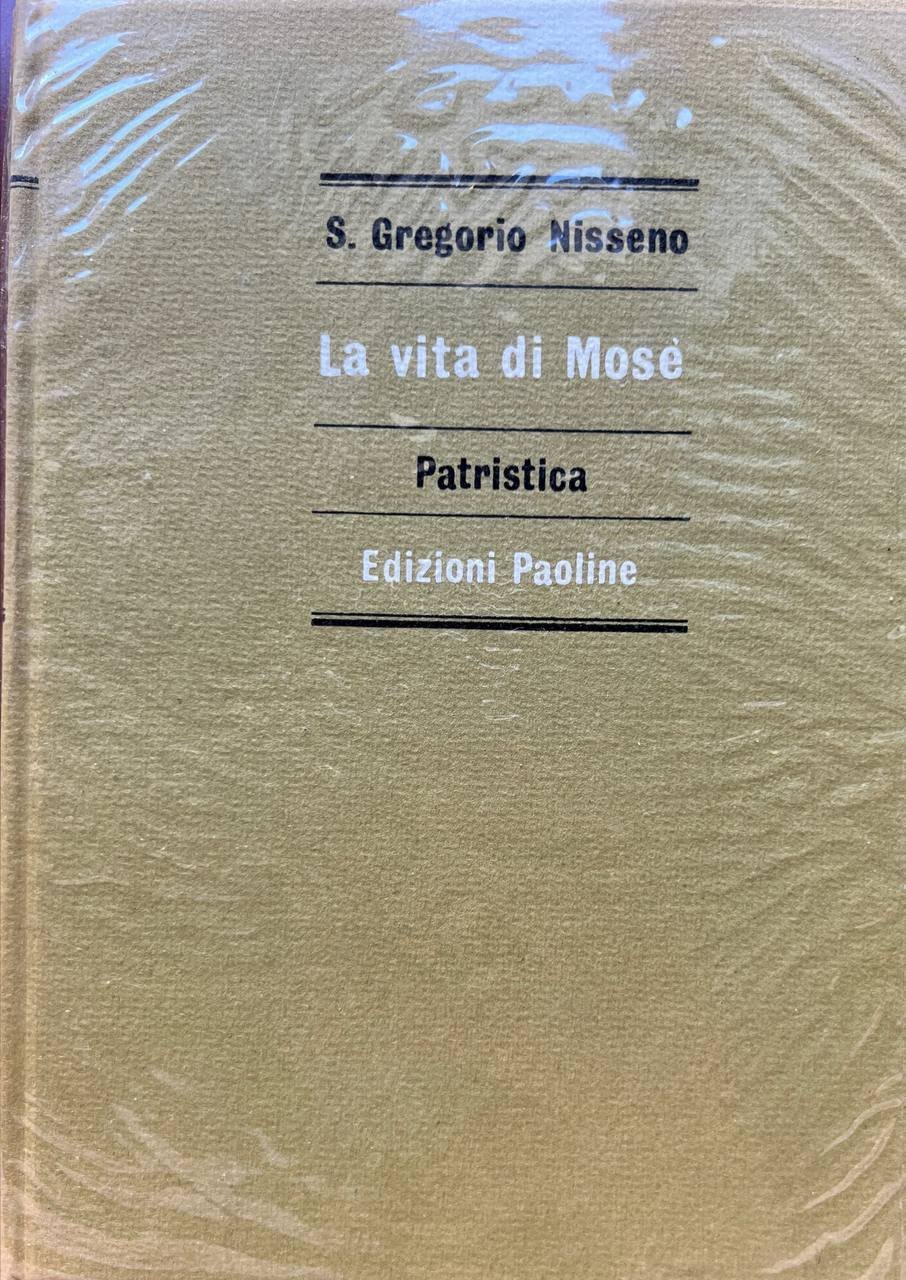 S. Gregorio Nisseno
La vita di Mosè
Patristica
Edizioni Paoline